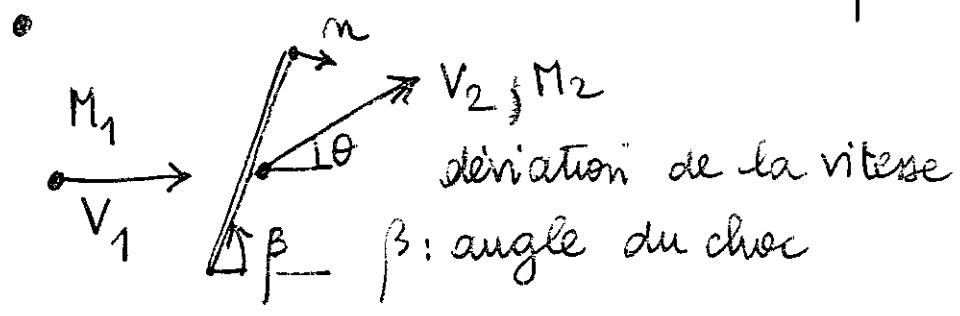 n
M₁
V₁
θ
V₂ ; M₂
déviation de la vitesse
β
β : angle du choc